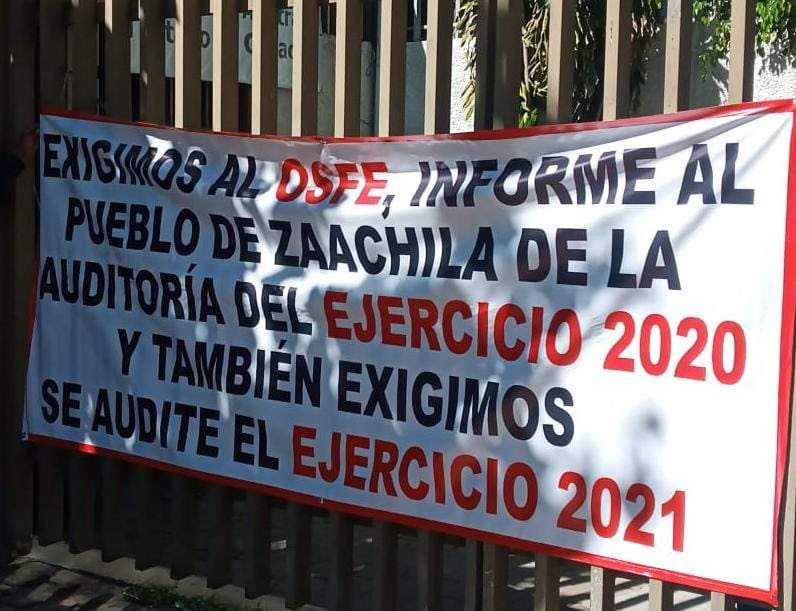 EXIGIMOS AL OSFE, INFORME AL
PUEBLO DE ZAACHILA DE LA
AUDITORÍA DEL EJERCICIO 2020
Y TAMBIÉN EXIGIMOS
SE AUDITE EL EJERCICIO 2021